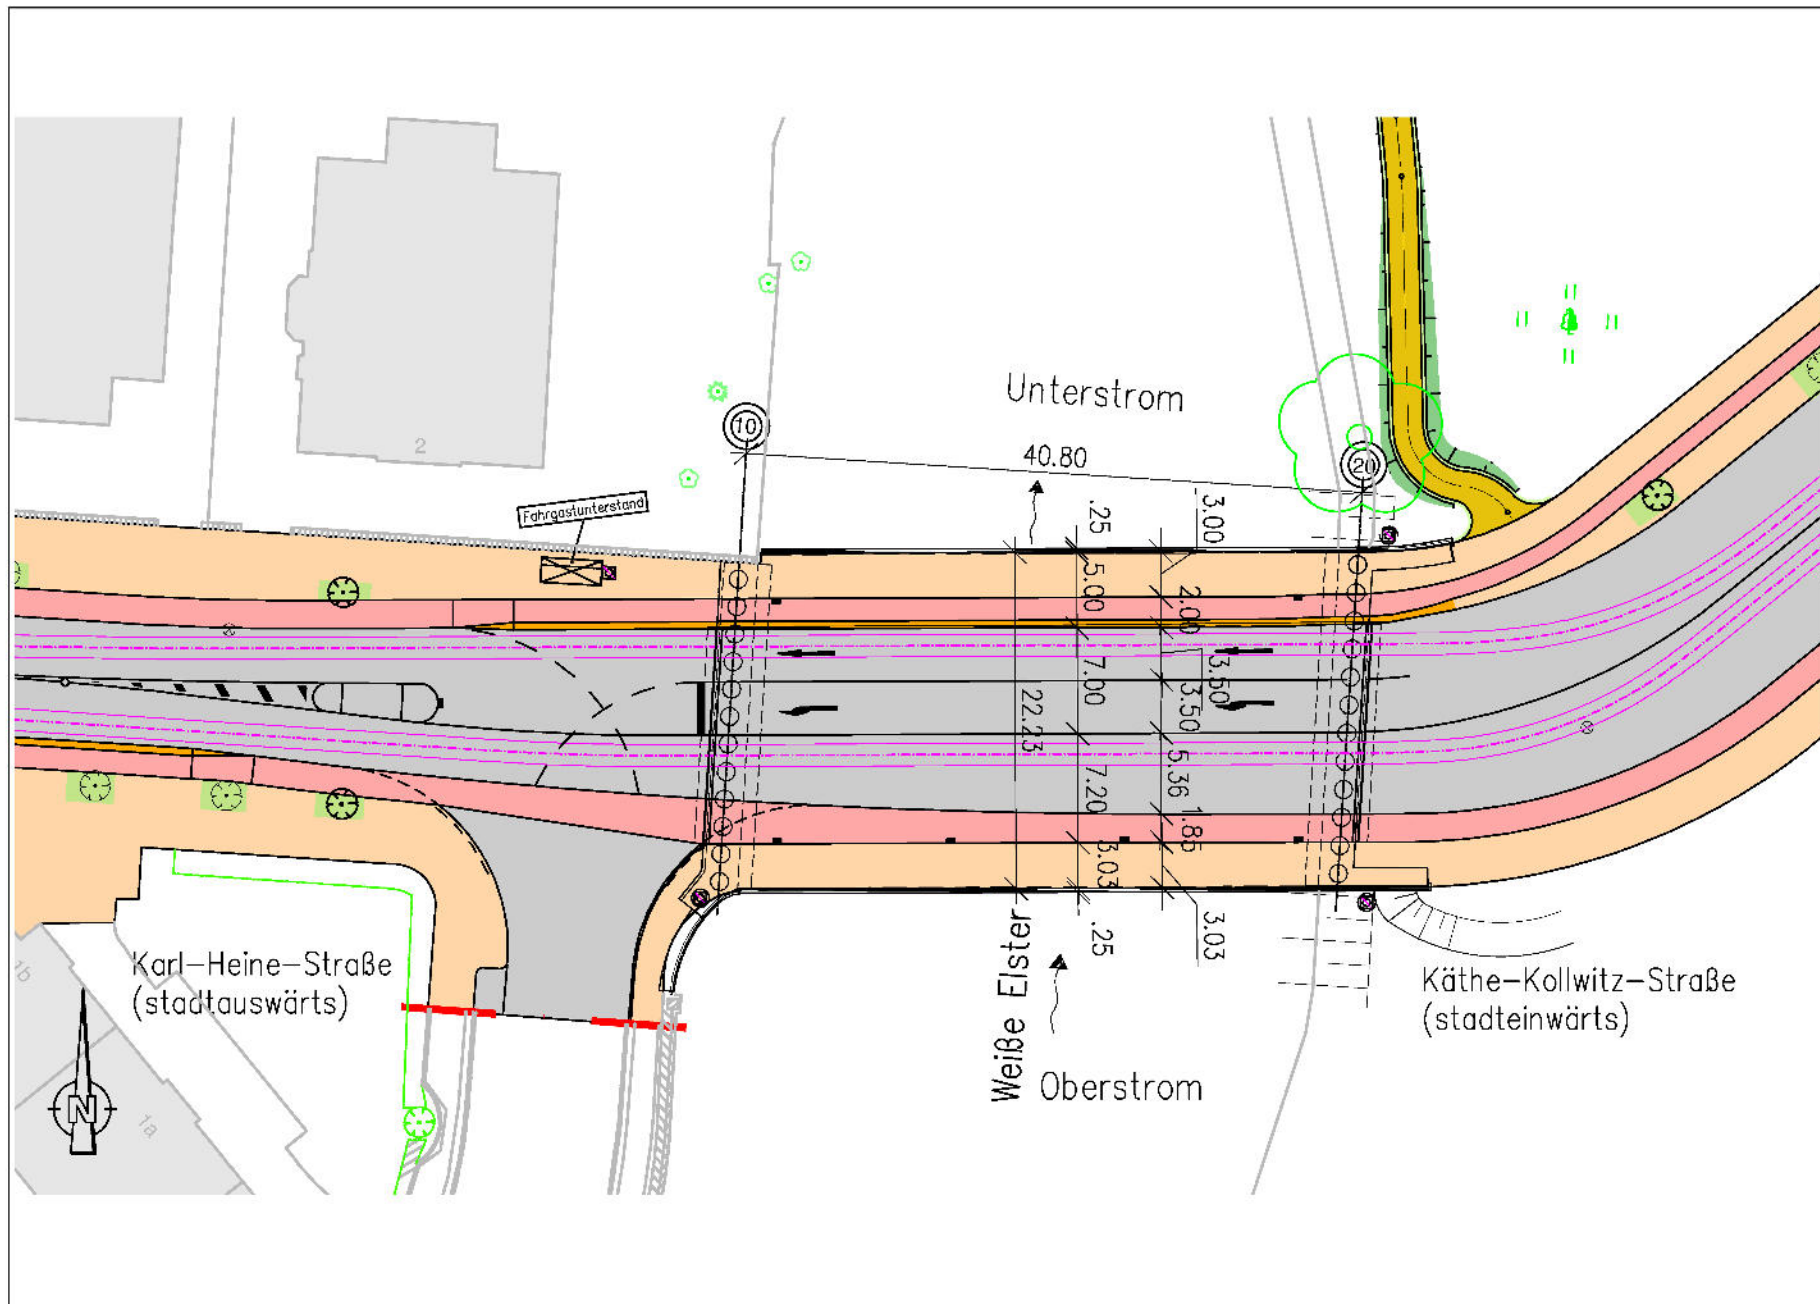 2
Unterstrom
10
40.80
20
Fahrgastunterstand
.25
3.00
5.00
2.00
7.00
3.50
3.50
22.23
7.20
5.36
1.85
3.03
3.03
.25
Weiße Elster
Oberstrom
Karl-Heine-Straße
(stadtauswärts)
Käthe-Kollwitz-Straße
(stadteinwärts)
1b
1a
N